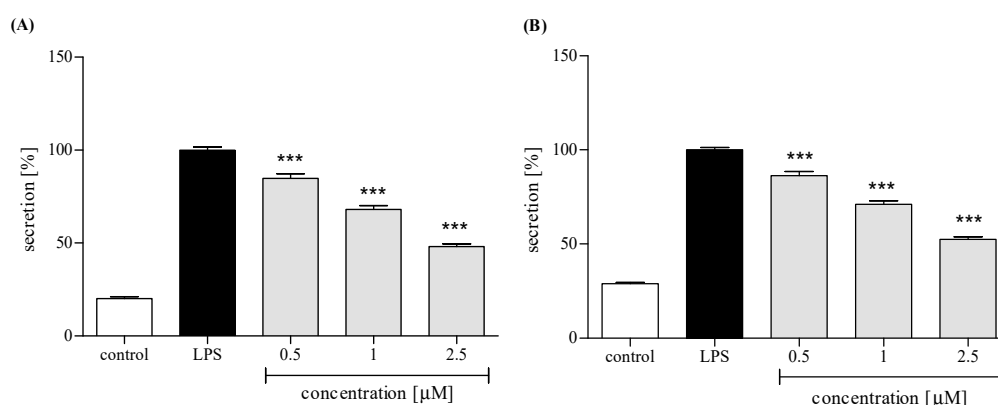 (A)
150
100
50
0
secretion [%]
***
***
***
control LPS 0.5 1 2.5
concentration [µM]
(B)
150
100
50
0
secretion [%]
***
***
***
control LPS 0.5 1 2.5
concentration [µM]